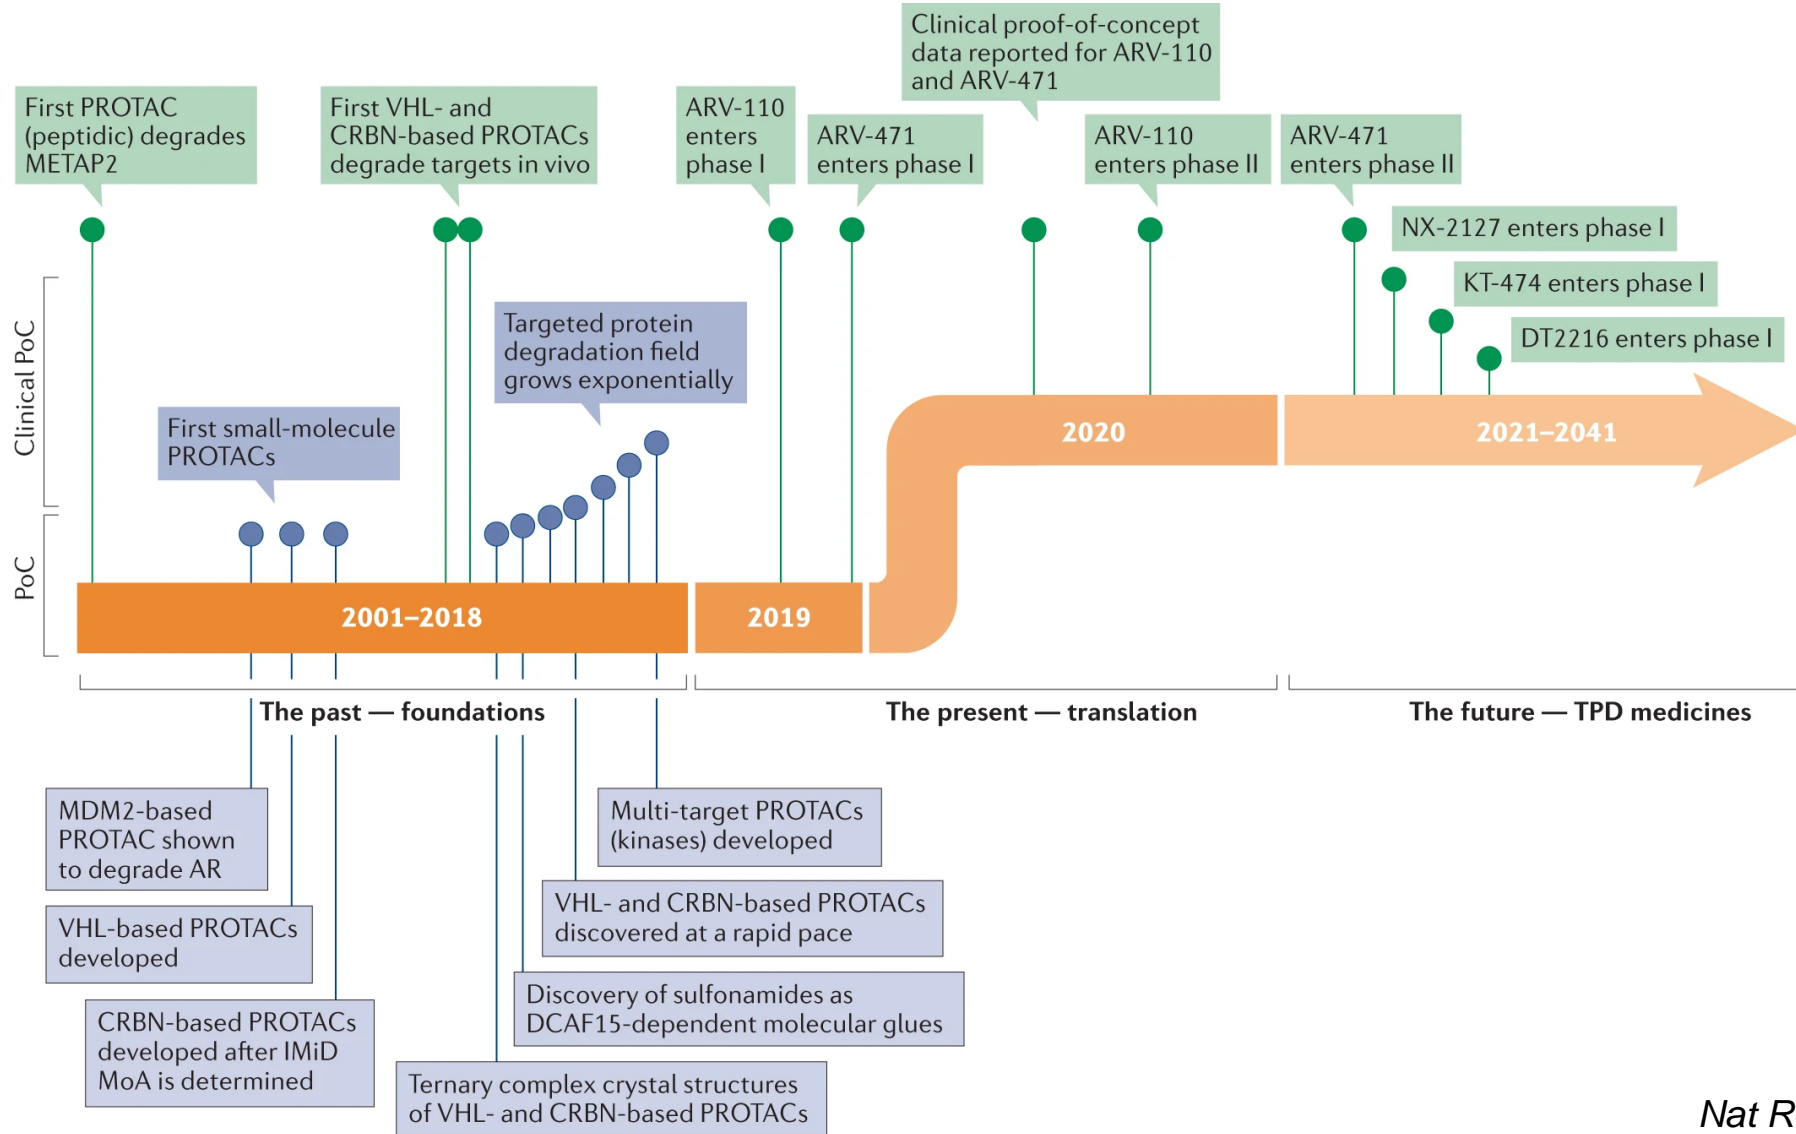 Clinical proof-of-concept
data reported for ARV-110
and ARV-471
First PROTAC
(peptidic) degrades
METAP2
First VHL- and
CRBN-based PROTACs
degrade targets in vivo
ARV-110
enters
phase I
ARV-471
enters phase I
ARV-110
enters phase II
ARV-471
enters phase II
NX-2127 enters phase I
KT-474 enters phase I
DT2216 enters phase I
Clinical PoC
PoC
Targeted protein
degradation field
grows exponentially
First small-molecule
PROTACs
2001–2018
2019
2020
2021–2041
The past — foundations
The present — translation
The future — TPD medicines
MDM2-based
PROTAC shown
to degrade AR
VHL-based PROTACs
developed
CRBN-based PROTACs
developed after IMiD
MoA is determined
Multi-target PROTACs
(kinases) developed
VHL- and CRBN-based PROTACs
discovered at a rapid pace
Discovery of sulfonamides as
DCAF15-dependent molecular glues
Ternary complex crystal structures
of VHL- and CRBN-based PROTACs
Nat R